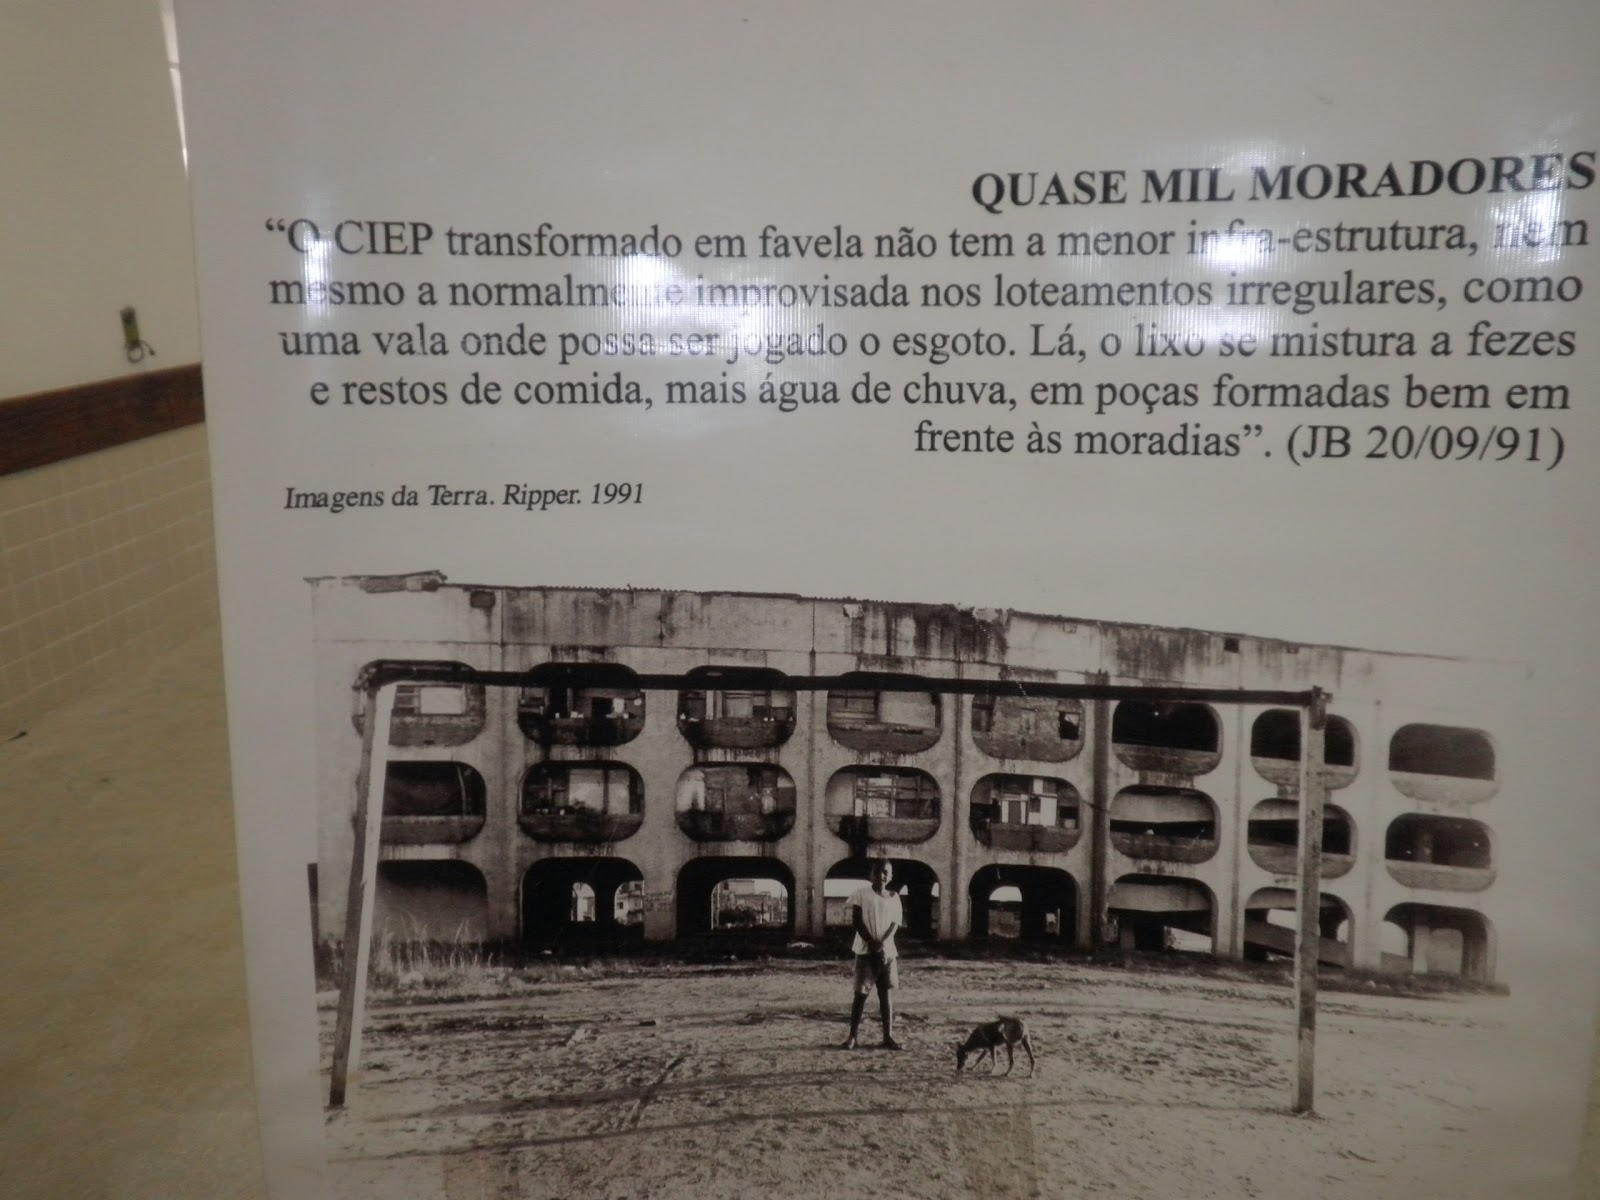 QUASE MIL MORADORES
“O CIEP transformado em favela não tem a menor infra-estrutura, nem
mesmo a normalmente improvisada nos loteamentos irregulares, como
uma vala onde possa ser jogado o esgoto. Lá, o lixo se mistura a fezes
e restos de comida, mais água de chuva, em poças formadas bem em
frente às moradias”. (JB 20/09/91)
Imagens da Terra. Ripper. 1991